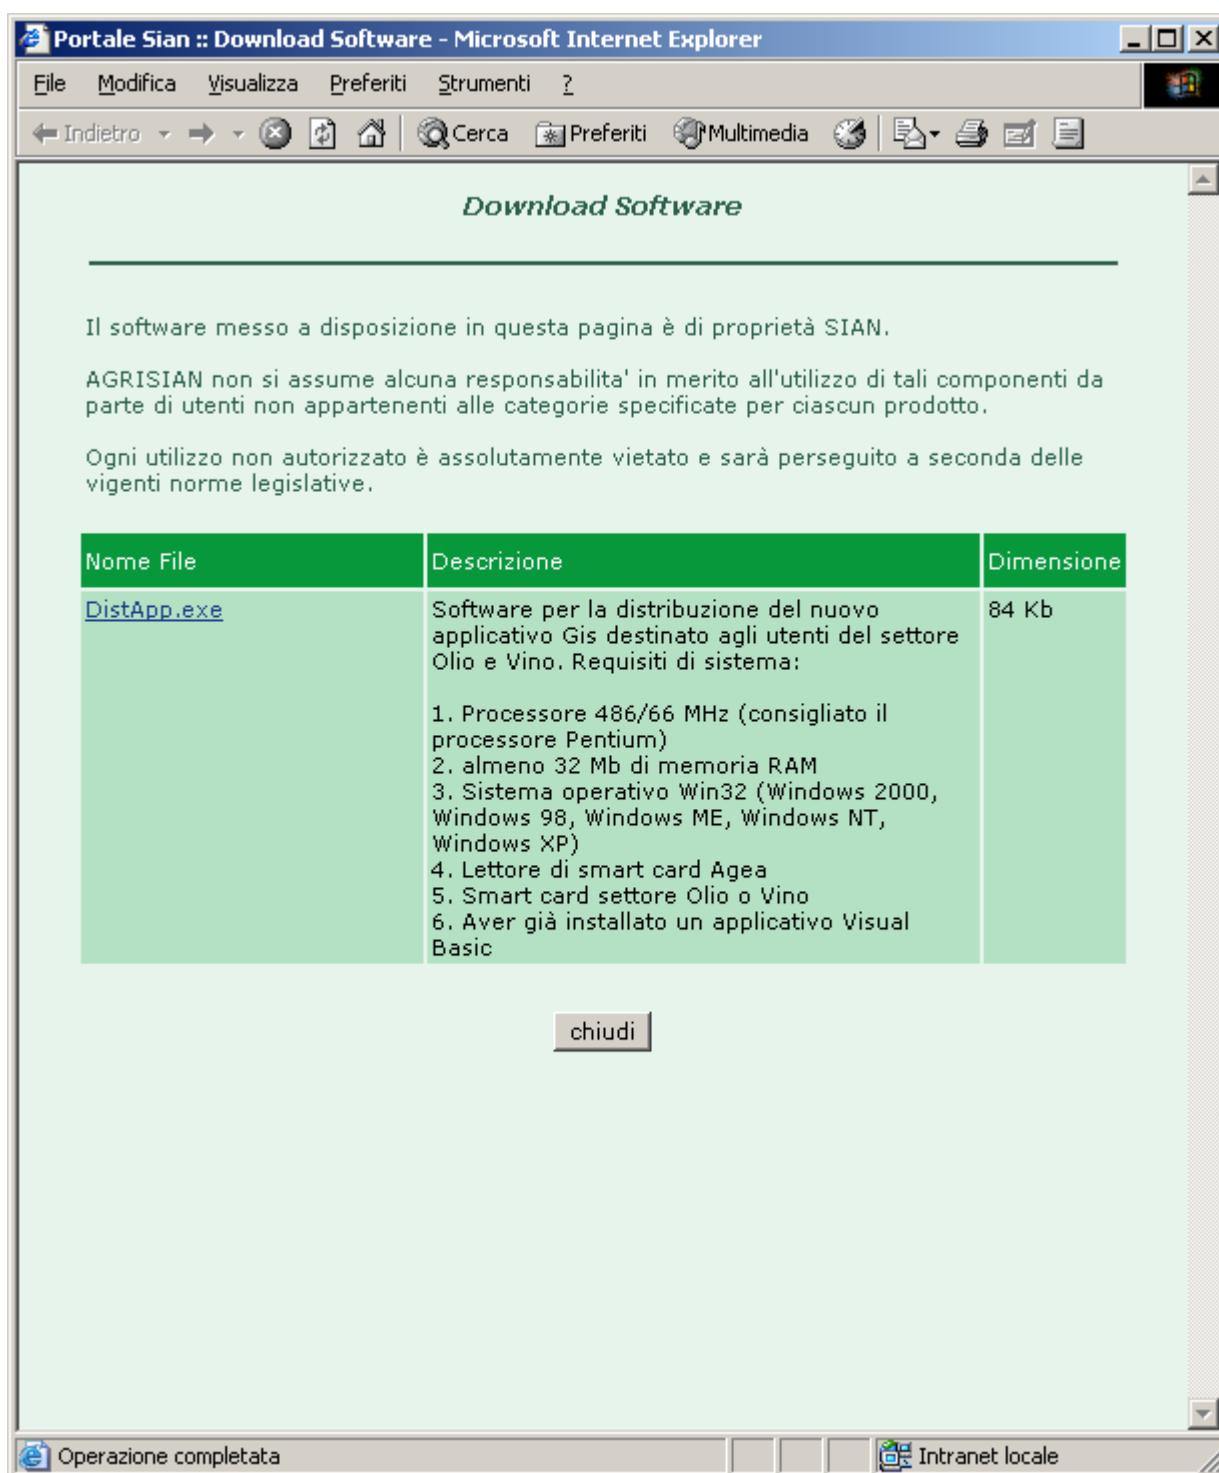 Portale Sian :: Download Software - Microsoft Internet Explorer
File Modifica Visualizza Preferiti Strumenti ?
Indietro Cerca Preferiti Multimedia
Download Software
Il software messo a disposizione in questa pagina è di proprietà SIAN.
AGRISIAN non si assume alcuna responsabilita' in merito all'utilizzo di tali componenti da
parte di utenti non appartenenti alle categorie specificate per ciascun prodotto.
Ogni utilizzo non autorizzato è assolutamente vietato e sarà perseguito a seconda delle
vigenti norme legislative.
Nome File Descrizione Dimensione
DistApp.exe Software per la distribuzione del nuovo 84 Kb
applicativo Gis destinato agli utenti del settore
Olio e Vino. Requisiti di sistema:
1. Processore 486/66 MHz (consigliato il
processore Pentium)
2. almeno 32 Mb di memoria RAM
3. Sistema operativo Win32 (Windows 2000,
Windows 98, Windows ME, Windows NT,
Windows XP)
4. Lettore di smart card Agea
5. Smart card settore Olio o Vino
6. Aver già installato un applicativo Visual
Basic
chiudi
Operazione completata Intranet locale